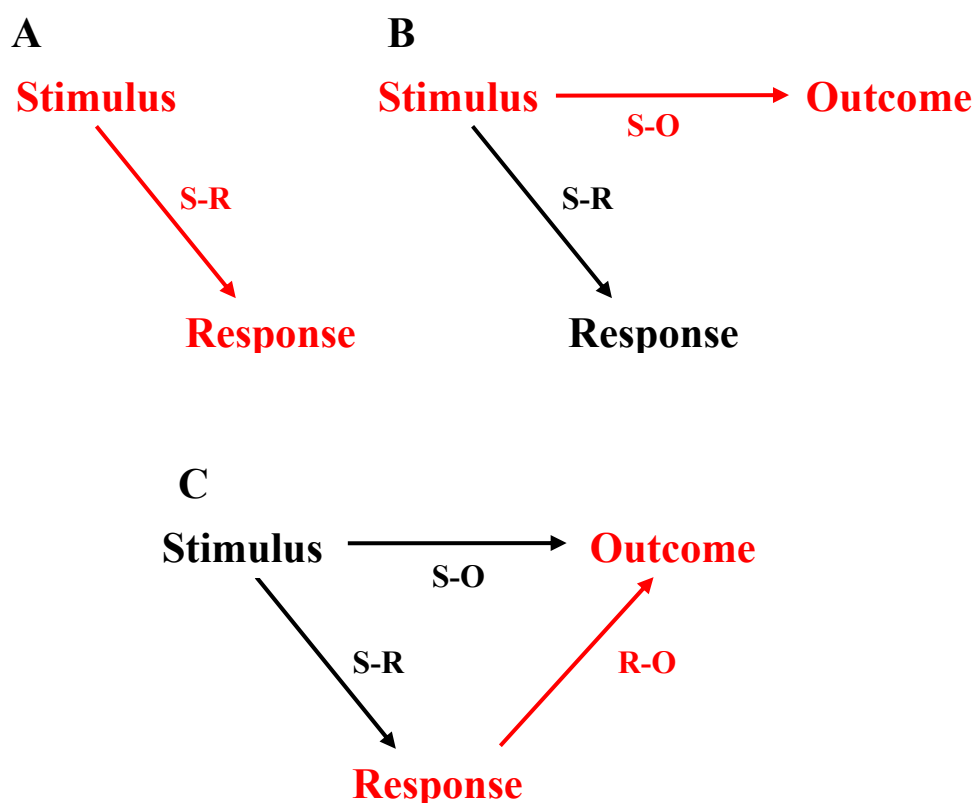 A
Stimulus
S-R
Response
B
Stimulus
Outcome
S-O
S-R
Response
C
Stimulus
Outcome
S-O
S-R
R-O
Response